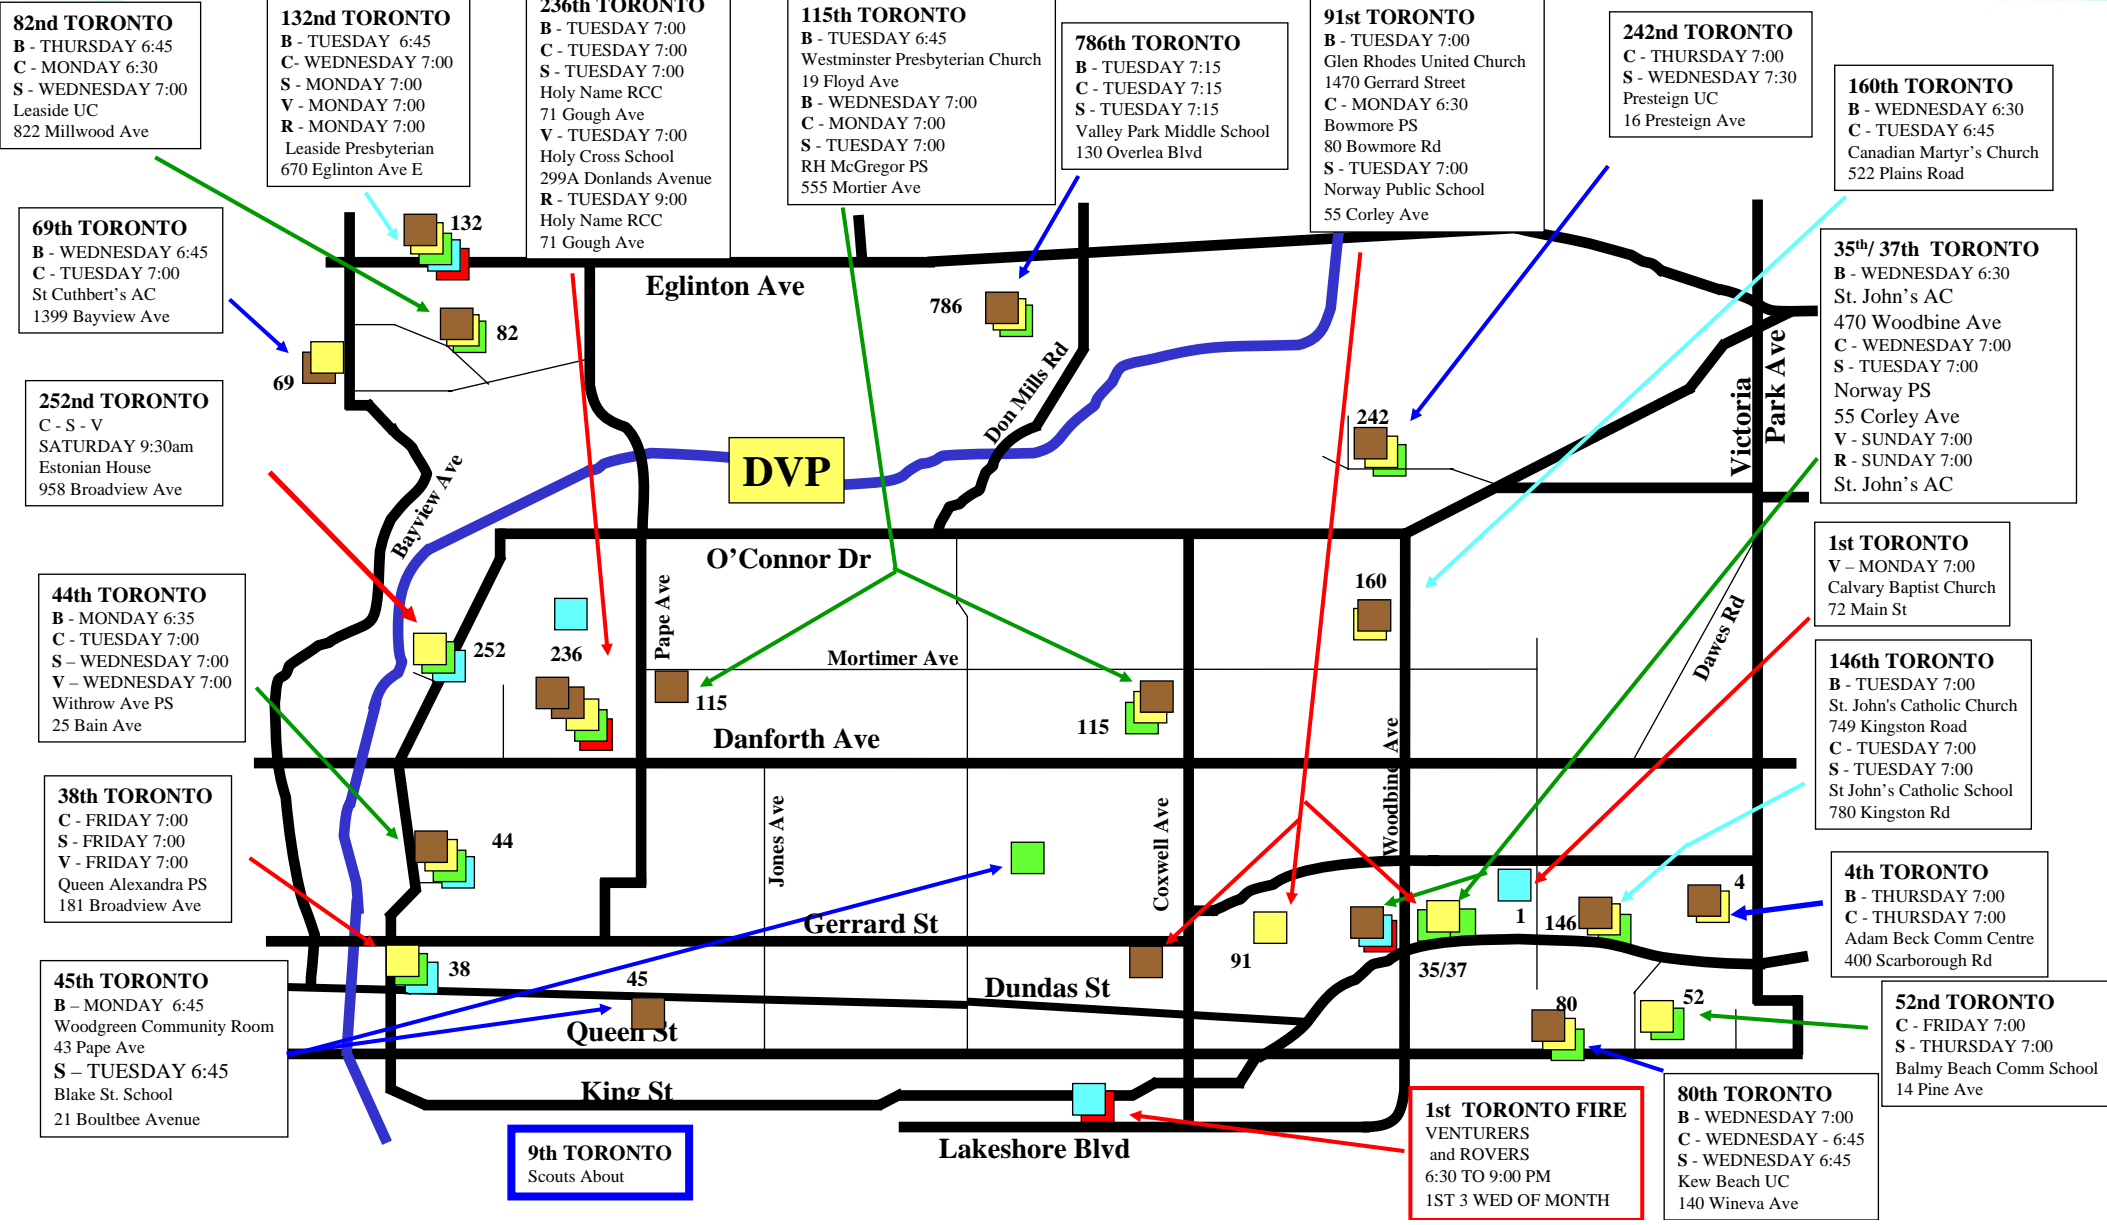 82nd TORONTO
B - THURSDAY 6:45
C - MONDAY 6:30
S - WEDNESDAY 7:00
Leaside UC
822 Millwood Ave
132nd TORONTO
B - TUESDAY 6:45
C- WEDNESDAY 7:00
S - MONDAY 7:00
V - MONDAY 7:00
R - MONDAY 7:00
Leaside Presbyterian
670 Eglinton Ave E
236th TORONTO
B - TUESDAY 7:00
C - TUESDAY 7:00
S - TUESDAY 7:00
Holy Name RCC
71 Gough Ave
V - TUESDAY 7:00
Holy Cross School
299A Donlands Avenue
R - TUESDAY 9:00
Holy Name RCC
71 Gough Ave
115th TORONTO
B - TUESDAY 6:45
Westminster Presbyterian Church
19 Floyd Ave
B - WEDNESDAY 7:00
C - MONDAY 7:00
S - TUESDAY 7:00
RH McGregor PS
555 Mortier Ave
786th TORONTO
B - TUESDAY 7:15
C - TUESDAY 7:15
S - TUESDAY 7:15
Valley Park Middle School
130 Overlea Blvd
91st TORONTO
B - TUESDAY 7:00
Glen Rhodes United Church
1470 Gerrard Street
C - MONDAY 6:30
Bowmore PS
80 Bowmore Rd
S - TUESDAY 7:00
Norway Public School
55 Corley Ave
242nd TORONTO
C - THURSDAY 7:00
S - WEDNESDAY 7:30
Presteign UC
16 Presteign Ave
160th TORONTO
B - WEDNESDAY 6:30
C - TUESDAY 6:45
Canadian Martyr's Church
522 Plains Road
69th TORONTO
B - WEDNESDAY 6:45
C - TUESDAY 7:00
St Cuthbert's AC
1399 Bayview Ave
35th/ 37th TORONTO
B - WEDNESDAY 6:30
St. John's AC
470 Woodbine Ave
C - WEDNESDAY 7:00
S - TUESDAY 7:00
Norway PS
55 Corley Ave
V - SUNDAY 7:00
R - SUNDAY 7:00
St. John's AC
252nd TORONTO
C - S - V
SATURDAY 9:30am
Estonian House
958 Broadview Ave
1st TORONTO
V – MONDAY 7:00
Calvary Baptist Church
72 Main St
44th TORONTO
B - MONDAY 6:35
C - TUESDAY 7:00
S – WEDNESDAY 7:00
V – WEDNESDAY 7:00
Withrow Ave PS
25 Bain Ave
146th TORONTO
B - TUESDAY 7:00
St. John's Catholic Church
749 Kingston Road
C - TUESDAY 7:00
S - TUESDAY 7:00
St John's Catholic School
780 Kingston Rd
38th TORONTO
C - FRIDAY 7:00
S - FRIDAY 7:00
V - FRIDAY 7:00
Queen Alexandra PS
181 Broadview Ave
4th TORONTO
B - THURSDAY 7:00
C - THURSDAY 7:00
Adam Beck Comm Centre
400 Scarborough Rd
45th TORONTO
B – MONDAY 6:45
Woodgreen Community Room
43 Pape Ave
S – TUESDAY 6:45
Blake St. School
21 Boultbee Avenue
52nd TORONTO
C - FRIDAY 7:00
S - THURSDAY 7:00
Balmy Beach Comm School
14 Pine Ave
80th TORONTO
B - WEDNESDAY 7:00
C - WEDNESDAY - 6:45
S - WEDNESDAY 6:45
Kew Beach UC
140 Wineva Ave
1st TORONTO FIRE
VENTURERS
and ROVERS
6:30 TO 9:00 PM
1ST 3 WED OF MONTH
9th TORONTO
Scouts About
132
Eglinton Ave
82
69
786
Don Mills Rd
242
Victoria
Park Ave
DVP
Bayview Ave
O'Connor Dr
160
Pape Ave
Dawes Rd
252
236
Mortimer Ave
115
115
Danforth Ave
Woodbine Ave
44
Jones Ave
Coxwell Ave
4
1
146
Gerrard St
91
35/37
38
45
Dundas St
80
52
Queen St
King St
Lakeshore Blvd